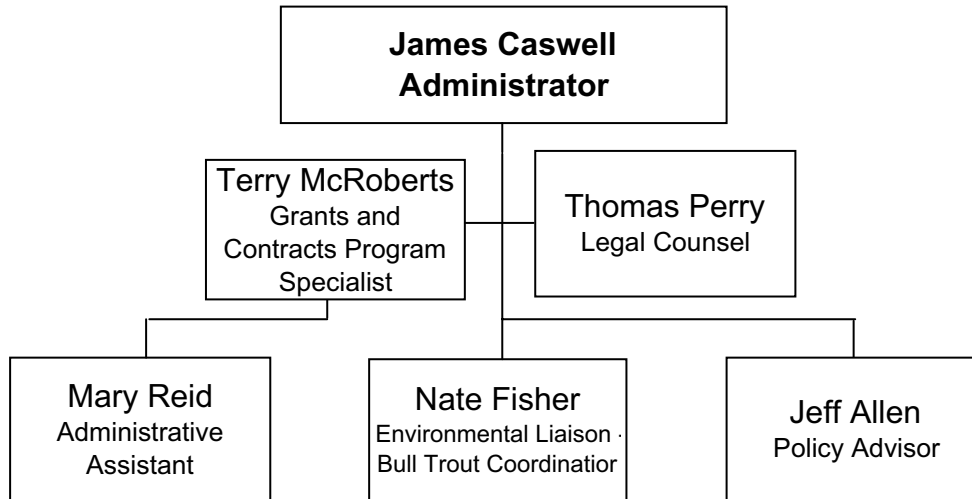 James Caswell
Administrator
Terry McRoberts
Grants and
Contracts Program
Specialist
Thomas Perry
Legal Counsel
Mary Reid
Administrative
Assistant
Nate Fisher
Environmental Liaison -
Bull Trout Coordination
Jeff Allen
Policy Advisor